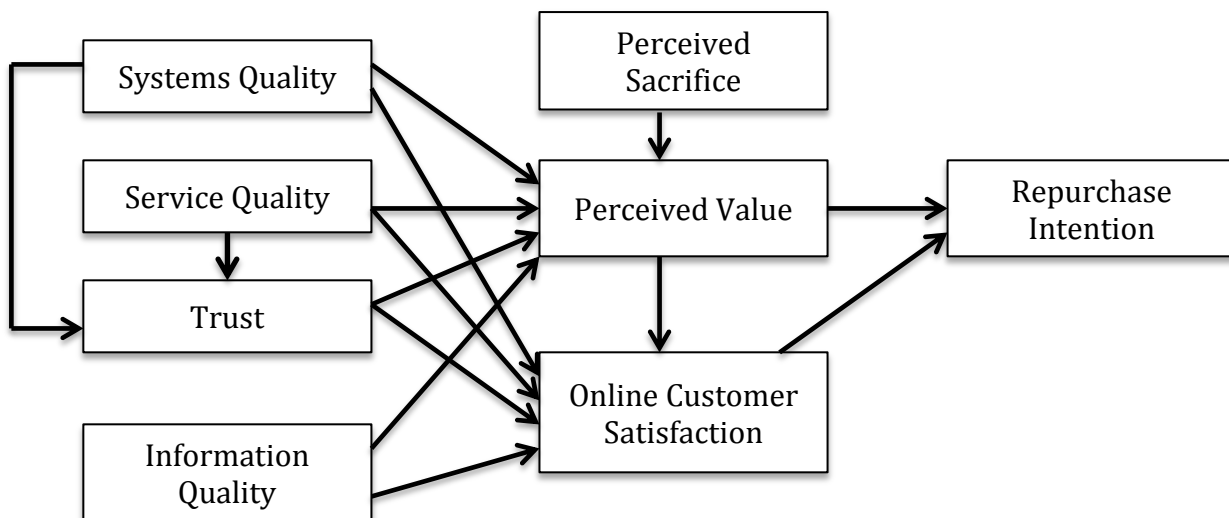 Systems Quality
Perceived
Sacrifice
Service Quality
Perceived Value
Repurchase
Intention
Trust
Online Customer
Satisfaction
Information
Quality